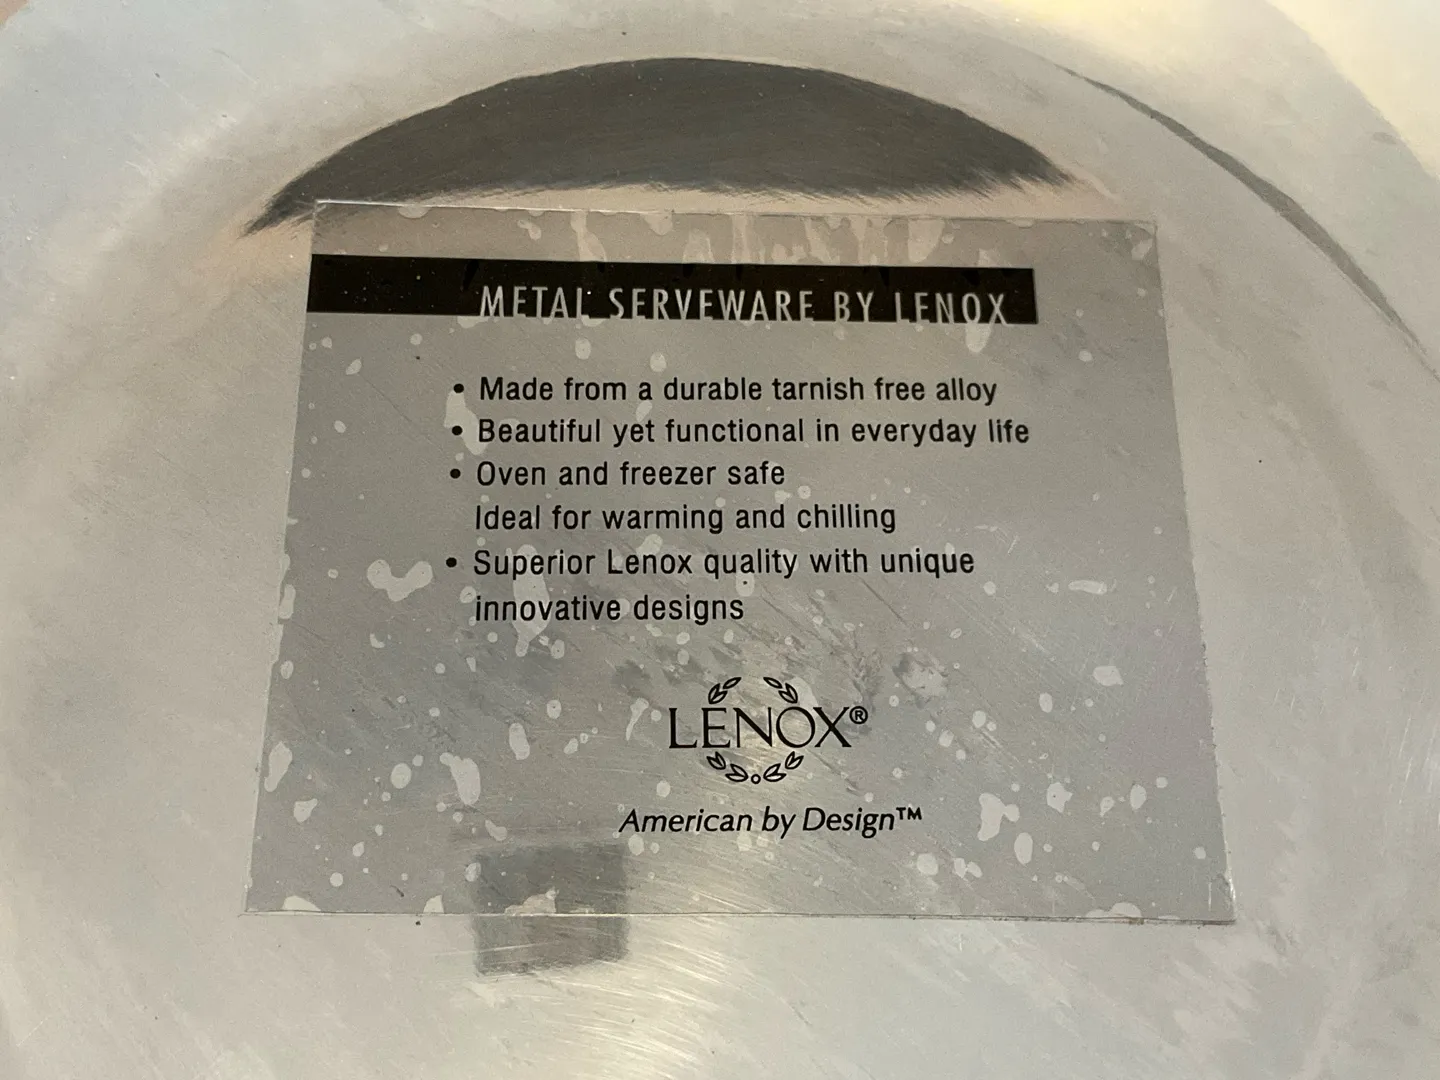 METAL SERVEWARE BY LENOX
• Made from a durable tarnish free alloy
• Beautiful yet functional in everyday life
• Oven and freezer safe
Ideal for warming and chilling
• Superior Lenox quality with unique
innovative designs
LENOX®
American by Design™